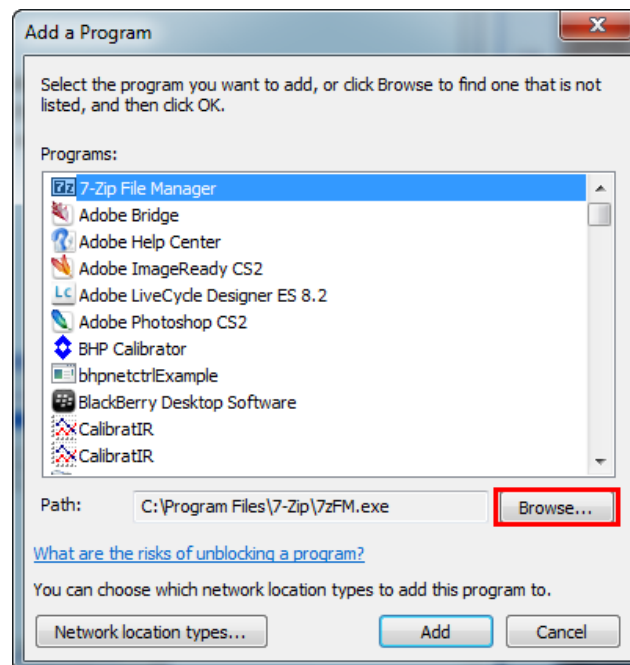 Add a Program
Select the program you want to add, or click Browse to find one that is not
listed, and then click OK.
Programs:
7z 7-Zip File Manager
Adobe Bridge
Adobe Help Center
Adobe ImageReady CS2
LC Adobe LiveCycle Designer ES 8.2
Adobe Photoshop CS2
BHP Calibrator
bhpnetctrlExample
BlackBerry Desktop Software
CalibratIR
CalibratIR
Path: C:\Program Files\7-Zip\7zFM.exe Browse...
What are the risks of unblocking a program?
You can choose which network location types to add this program to.
Network location types... Add Cancel